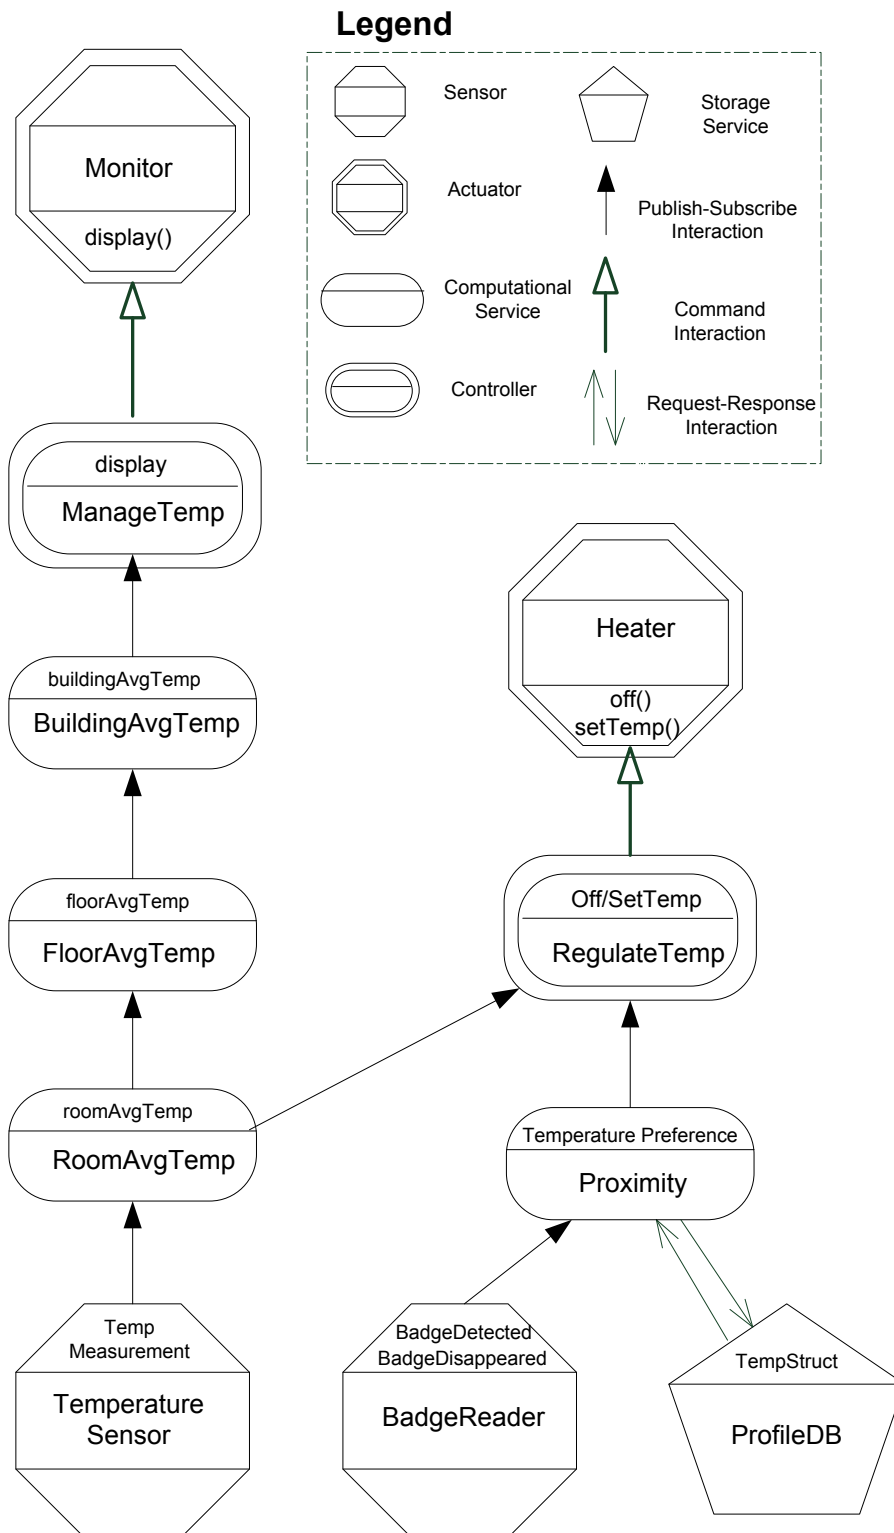 Legend
Sensor
Storage
Service
Actuator
Publish-Subscribe
Interaction
Computational
Service
Command
Interaction
Controller
Request-Response
Interaction
Monitor
display()
display
ManageTemp
buildingAvgTemp
BuildingAvgTemp
floorAvgTemp
FloorAvgTemp
roomAvgTemp
RoomAvgTemp
Temp
Measurement
Temperature
Sensor
Heater
off()
setTemp()
Off/SetTemp
RegulateTemp
Temperature Preference
Proximity
BadgeDetected
BadgeDisappeared
BadgeReader
TempStruct
ProfileDB